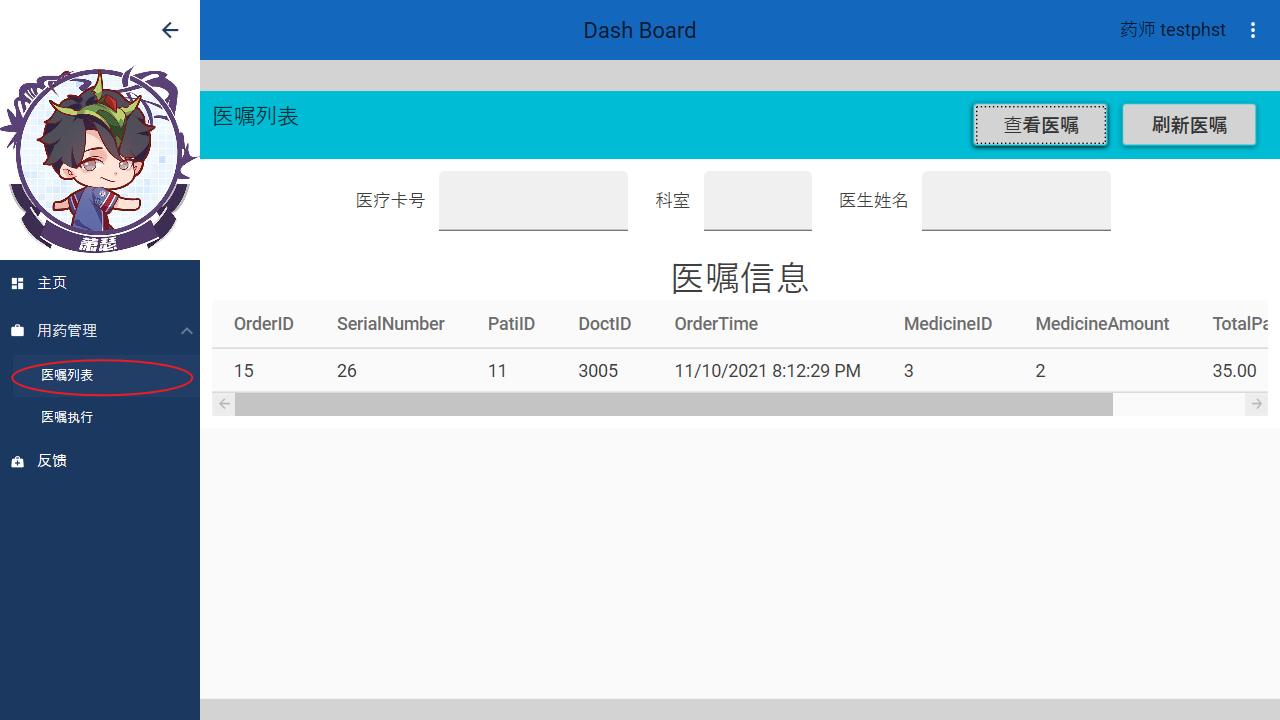 Dash Board
药师 testphst
萧瑟
主页
用药管理
医嘱列表
医嘱执行
反馈
医嘱列表
查看医嘱
刷新医嘱
医疗卡号
科室
医生姓名
医嘱信息
OrderID SerialNumber PatiID DoctID OrderTime MedicineID MedicineAmount TotalPa
15 26 11 3005 11/10/2021 8:12:29 PM 3 2 35.00